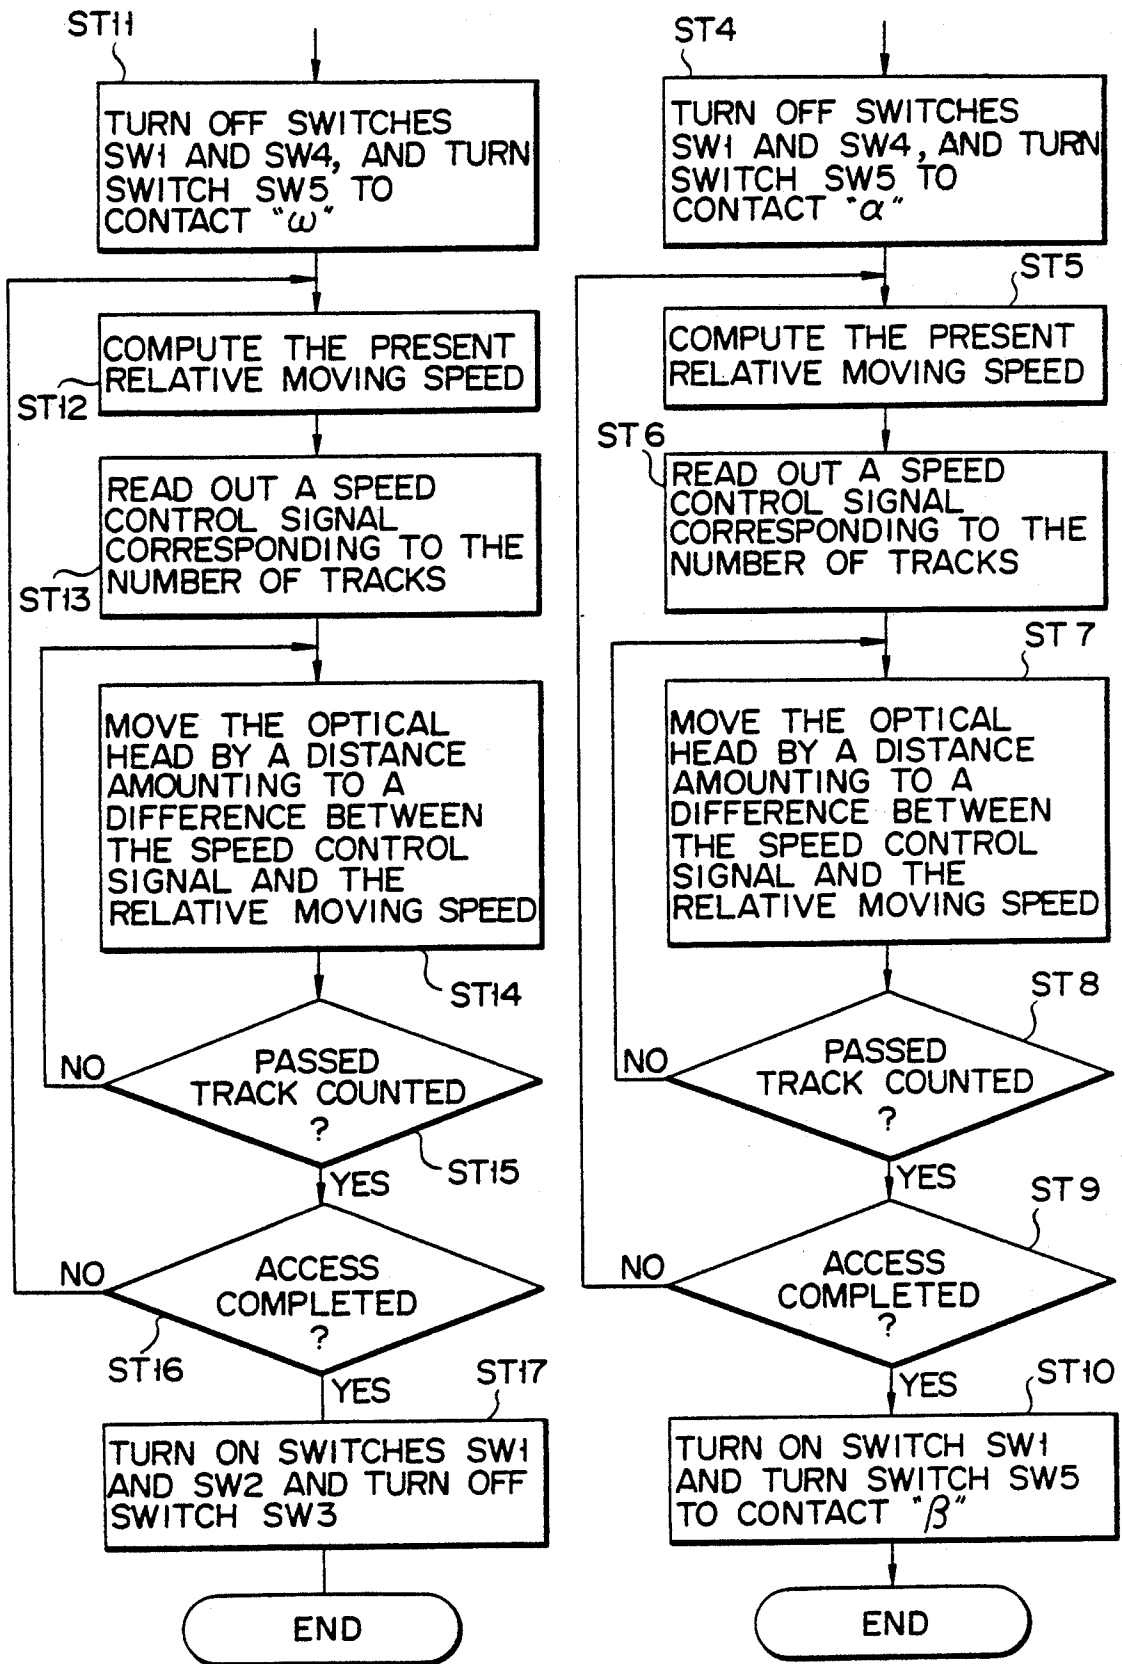 ST11
TURN OFF SWITCHES
SW1 AND SW4, AND TURN
SWITCH SW5 TO
CONTACT "ω"
COMPUTE THE PRESENT
RELATIVE MOVING SPEED
ST12
READ OUT A SPEED
CONTROL SIGNAL
CORRESPONDING TO THE
NUMBER OF TRACKS
ST13
MOVE THE OPTICAL
HEAD BY A DISTANCE
AMOUNTING TO A
DIFFERENCE BETWEEN
THE SPEED CONTROL
SIGNAL AND THE
RELATIVE MOVING SPEED
ST14
NO
PASSED
TRACK COUNTED
?
ST15
YES
NO
ACCESS
COMPLETED
?
ST16
YES
ST17
TURN ON SWITCHES SW1
AND SW2 AND TURN OFF
SWITCH SW3
END
ST4
TURN OFF SWITCHES
SW1 AND SW4, AND TURN
SWITCH SW5 TO
CONTACT "α"
ST5
COMPUTE THE PRESENT
RELATIVE MOVING SPEED
ST6
READ OUT A SPEED
CONTROL SIGNAL
CORRESPONDING TO THE
NUMBER OF TRACKS
ST7
MOVE THE OPTICAL
HEAD BY A DISTANCE
AMOUNTING TO A
DIFFERENCE BETWEEN
THE SPEED CONTROL
SIGNAL AND THE
RELATIVE MOVING SPEED
ST8
NO
PASSED
TRACK COUNTED
?
YES
ST9
NO
ACCESS
COMPLETED
?
YES
ST10
TURN ON SWITCH SW1
AND TURN SWITCH SW5
TO CONTACT "β"
END